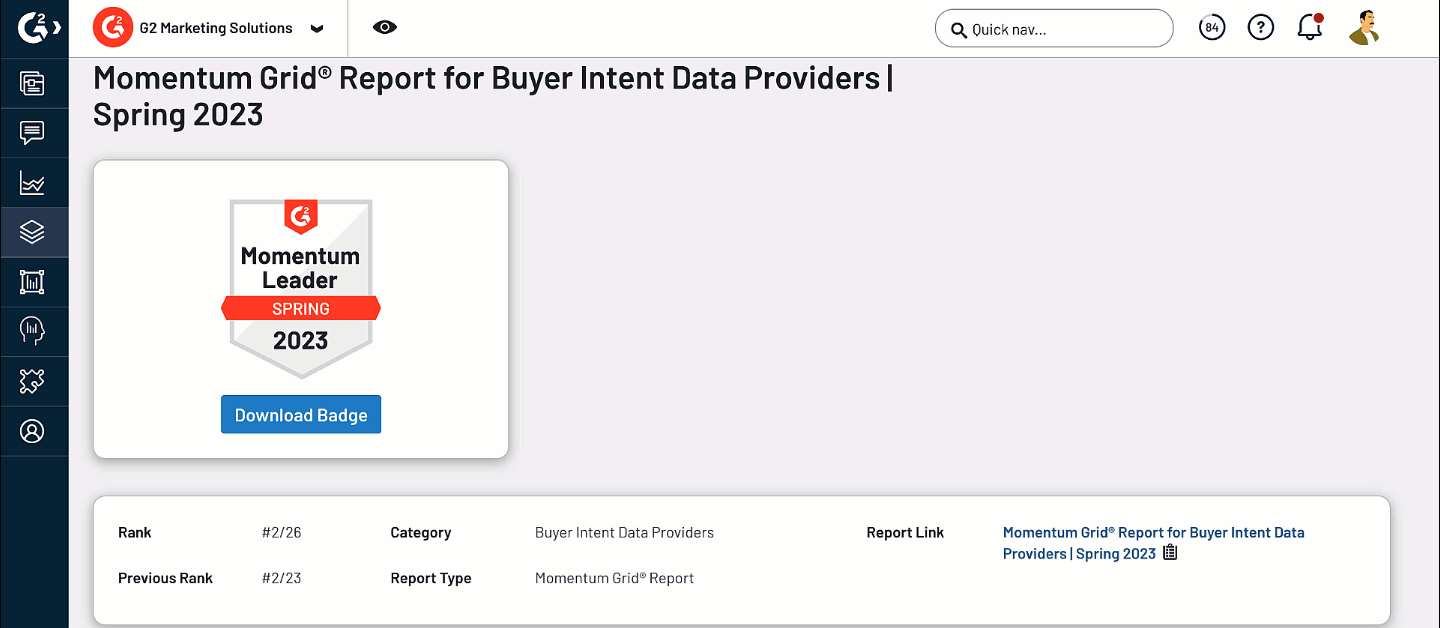 G2 Marketing Solutions
Quick nav...
84
?
Momentum Grid® Report for Buyer Intent Data Providers |
Spring 2023
G2
Momentum
Leader
SPRING
2023
Download Badge
Rank #2/26 Category Buyer Intent Data Providers Report Link Momentum Grid® Report for Buyer Intent Data
Providers | Spring 2023
Previous Rank #2/23 Report Type Momentum Grid® Report